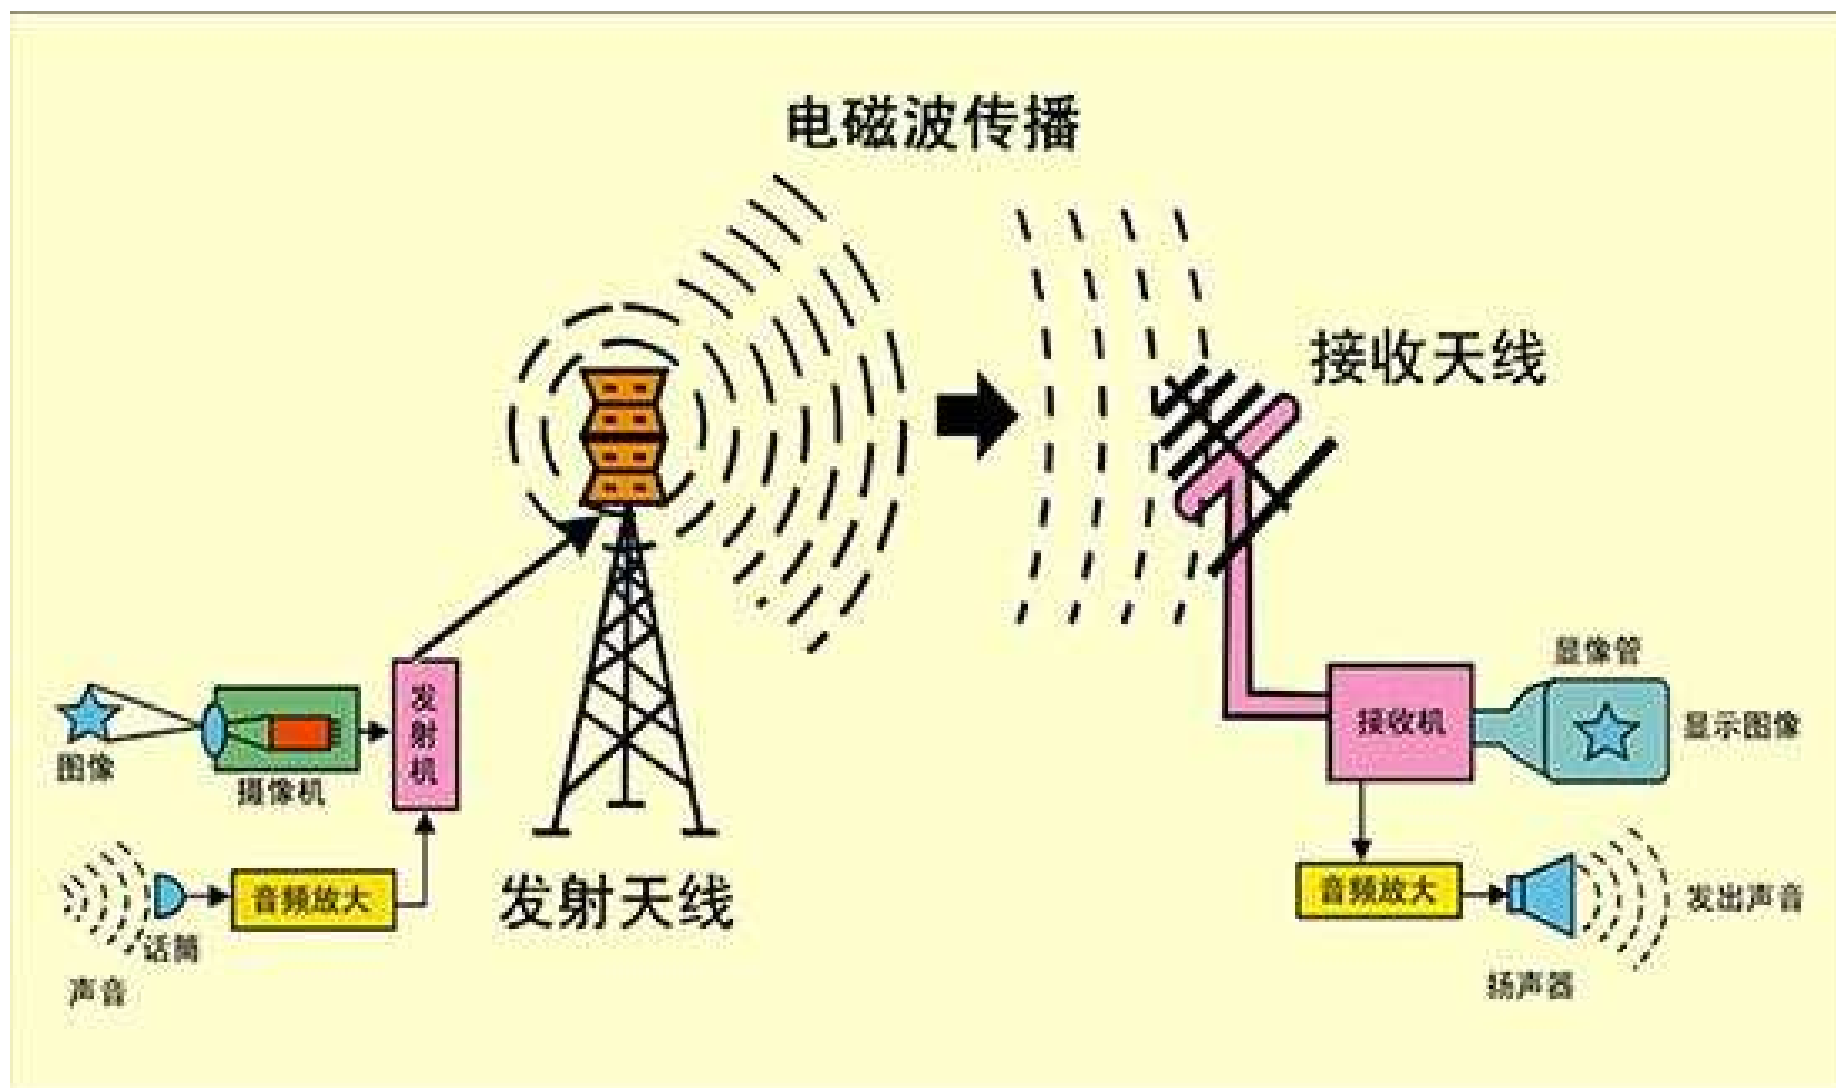 电磁波传播
接收天线
发射机
图像
摄像机
音频放大
话筒
声音
发射天线
显像管
接收机
显示图像
音频放大
发出声音
扬声器